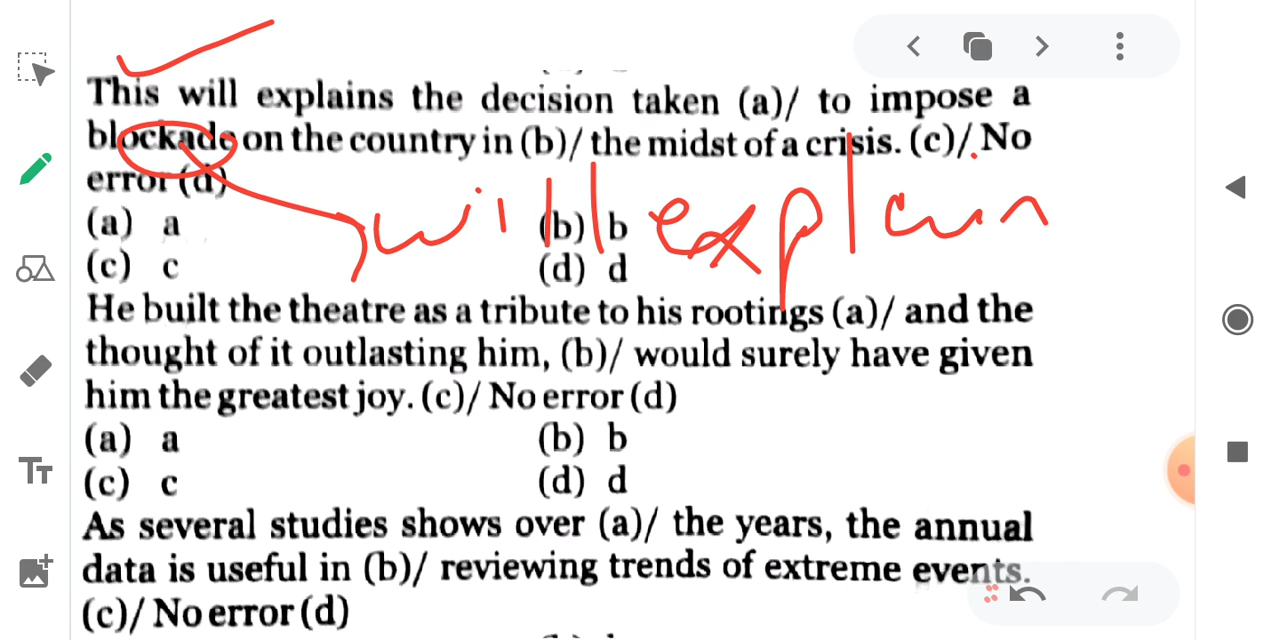 This will explains the decision taken (a)/ to impose a
blockade on the country in (b)/ the midst of a crisis. (c)/ No
error (d)
will explain
(a) a (b) b
(c) c (d) d
He built the theatre as a tribute to his rootings (a)/ and the
thought of it outlasting him, (b)/ would surely have given
him the greatest joy. (c)/ No error (d)
(a) a (b) b
(c) c (d) d
As several studies shows over (a)/ the years, the annual
data is useful in (b)/ reviewing trends of extreme events.
(c)/ No error (d)
TT